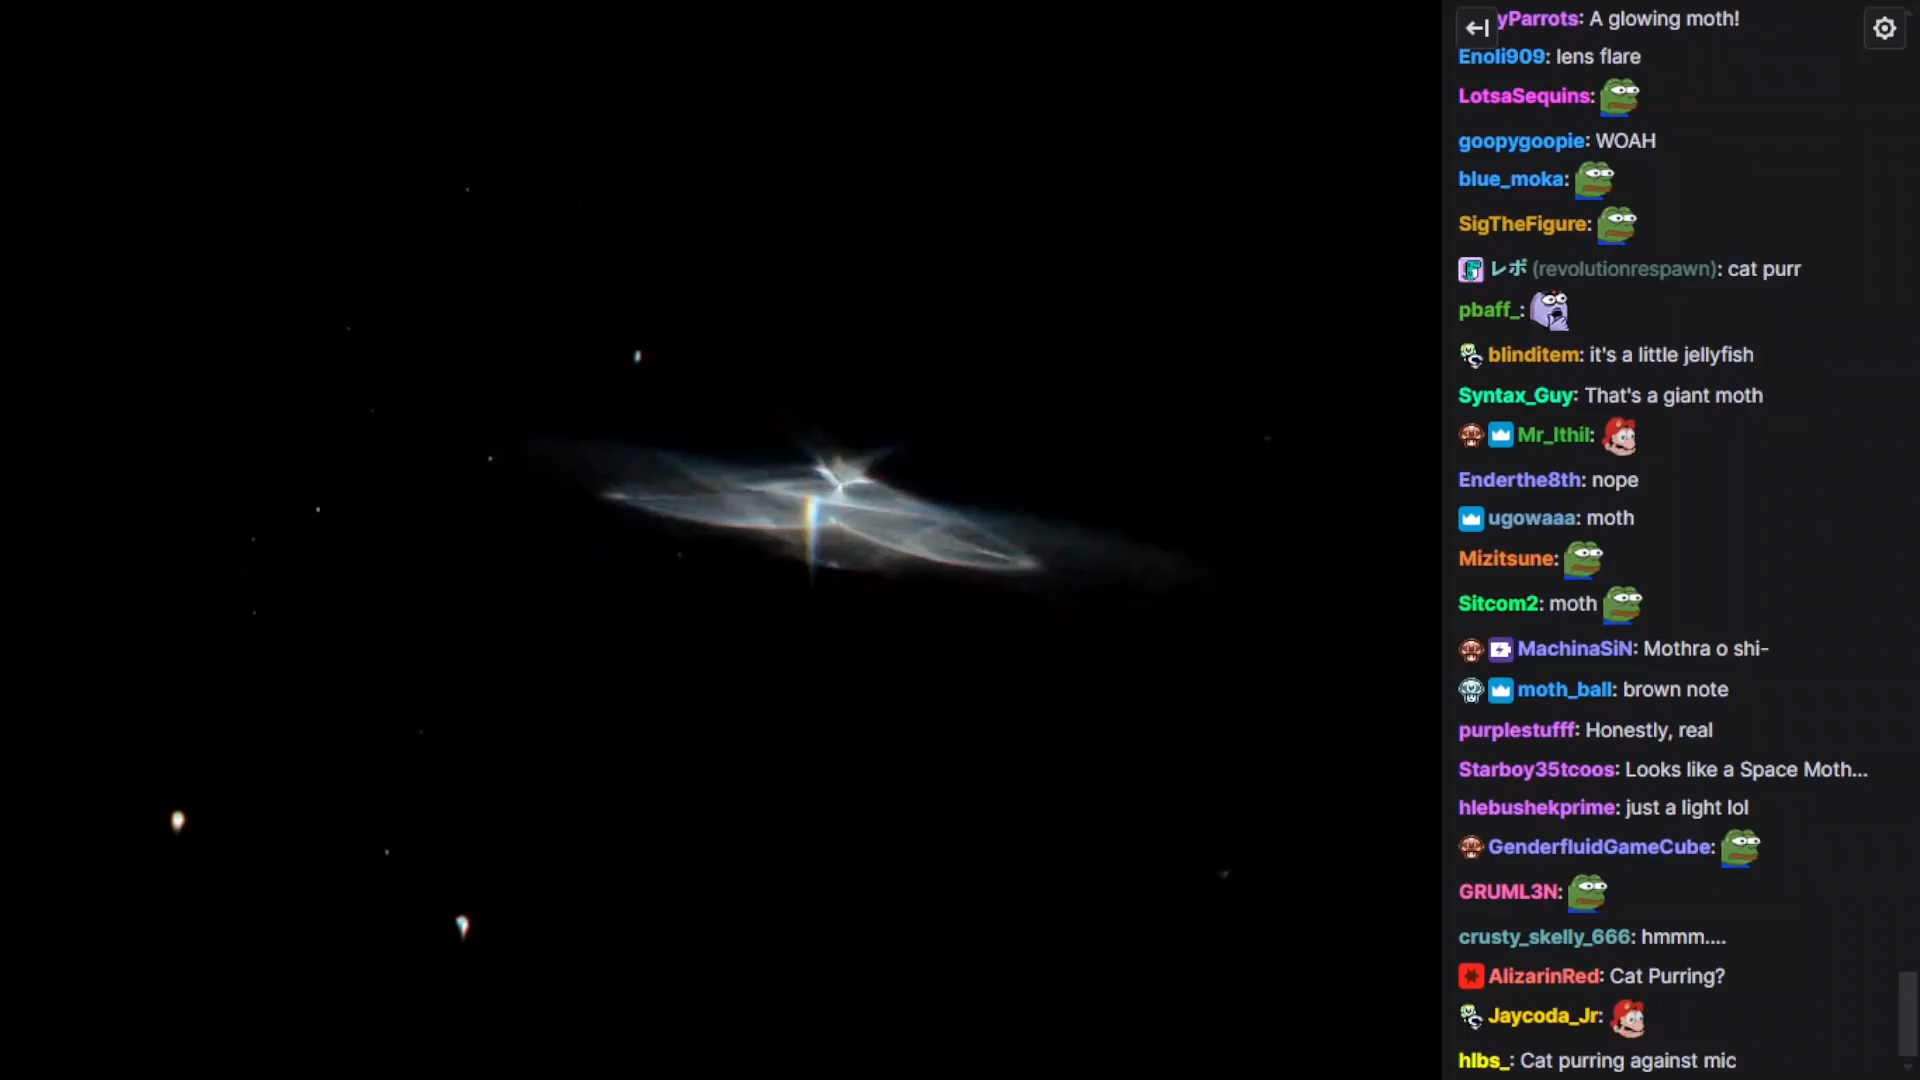 yParrots: A glowing moth!
Enoli909: lens flare
LotsaSequins:
goopygoopie: WOAH
blue_moka:
SigTheFigure:
レボ (revolutionrespawn): cat purr
pbaff_:
blinditem: it's a little jellyfish
Syntax_Guy: That's a giant moth
Mr_Ithil:
Enderthe8th: nope
ugowaaa: moth
Mizitsune:
Sitcom2: moth
MachinaSiN: Mothra o shi-
moth_ball: brown note
purplestufff: Honestly, real
Starboy35tcoos: Looks like a Space Moth...
hlebushekprime: just a light lol
GenderfluidGameCube:
GRUML3N:
crusty_skelly_666: hmmm....
AlizarinRed: Cat Purring?
Jaycoda_Jr:
hlbs_: Cat purring against mic